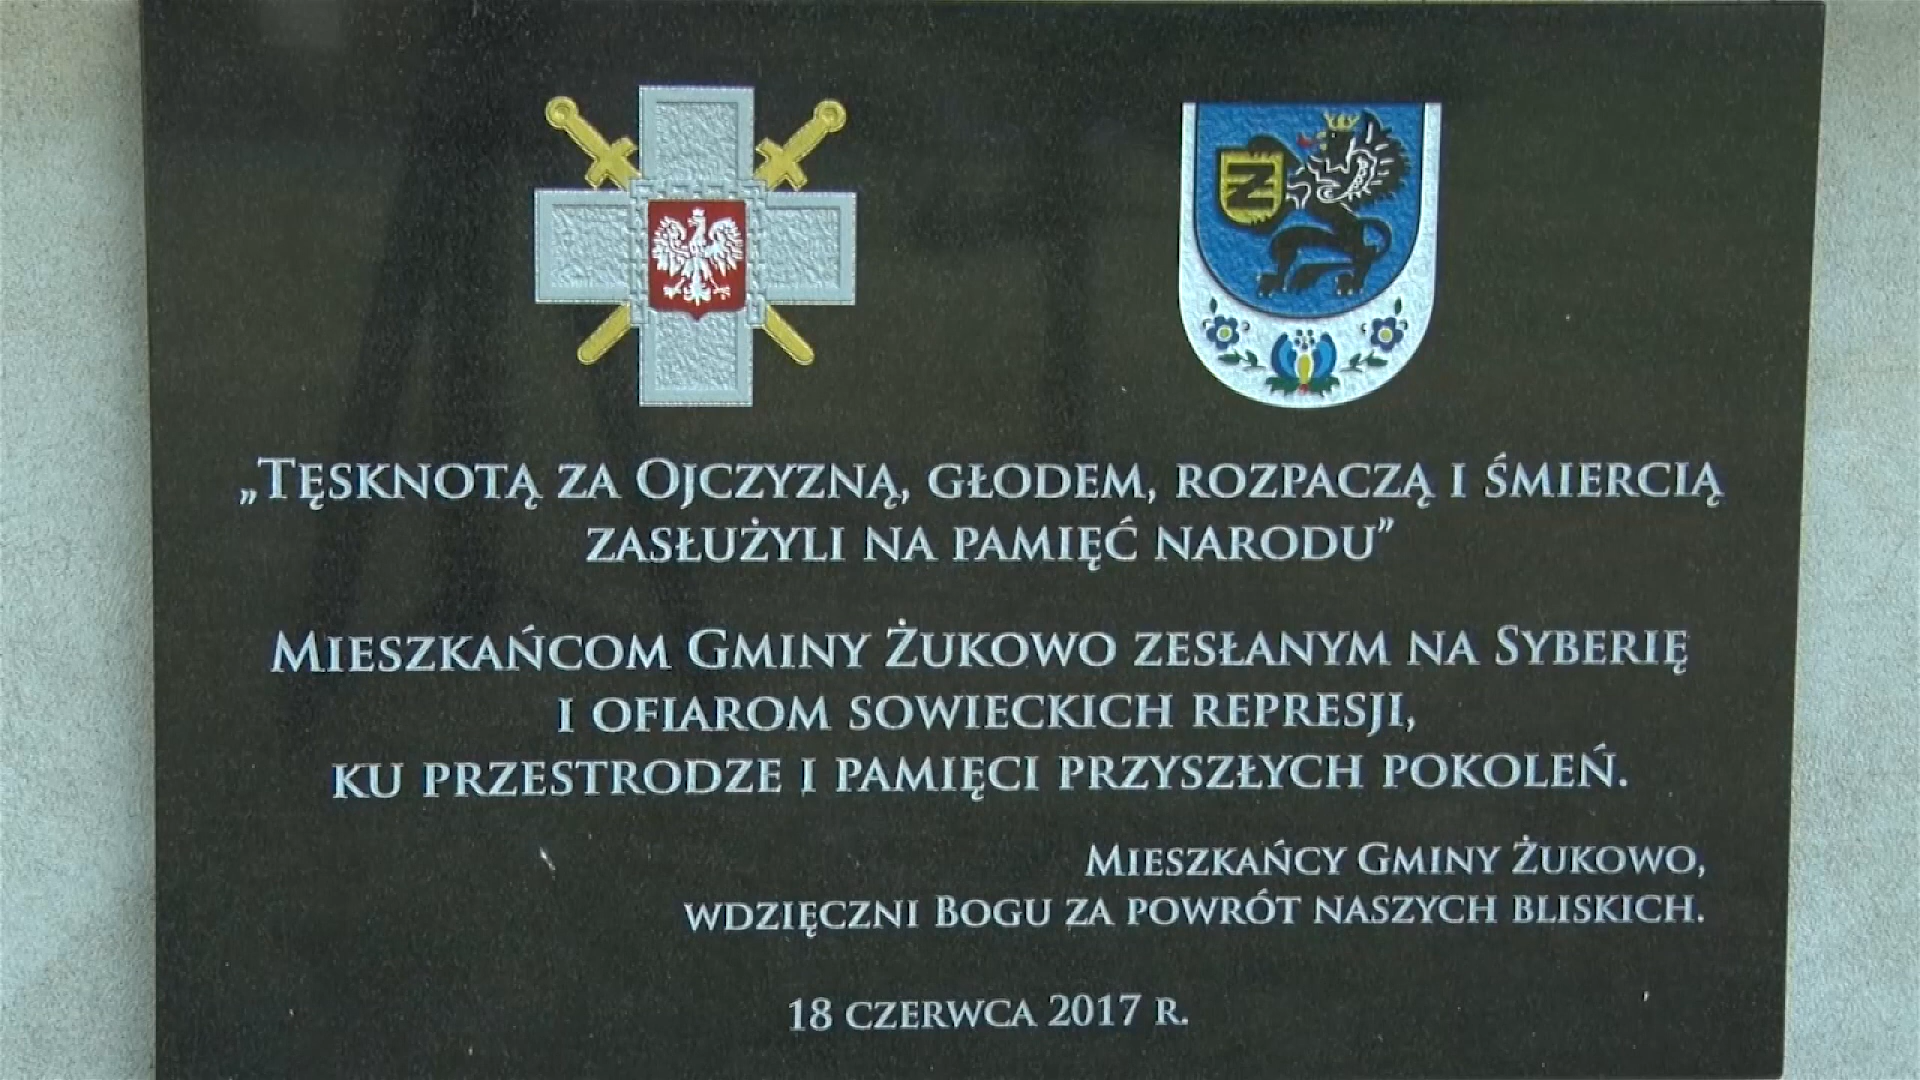 Ż
„Tęsknotą za Ojczyzną, głodem, rozpaczą i śmiercią
zasłużyli na pamięć narodu”
Mieszkańcom Gminy Żukowo zesłanym na Syberię
i ofiarom sowieckich represji,
ku przestrodze i pamięci przyszłych pokoleń.
Mieszkańcy Gminy Żukowo,
wdzięczni Bogu za powrót naszych bliskich.
18 czerwca 2017 r.